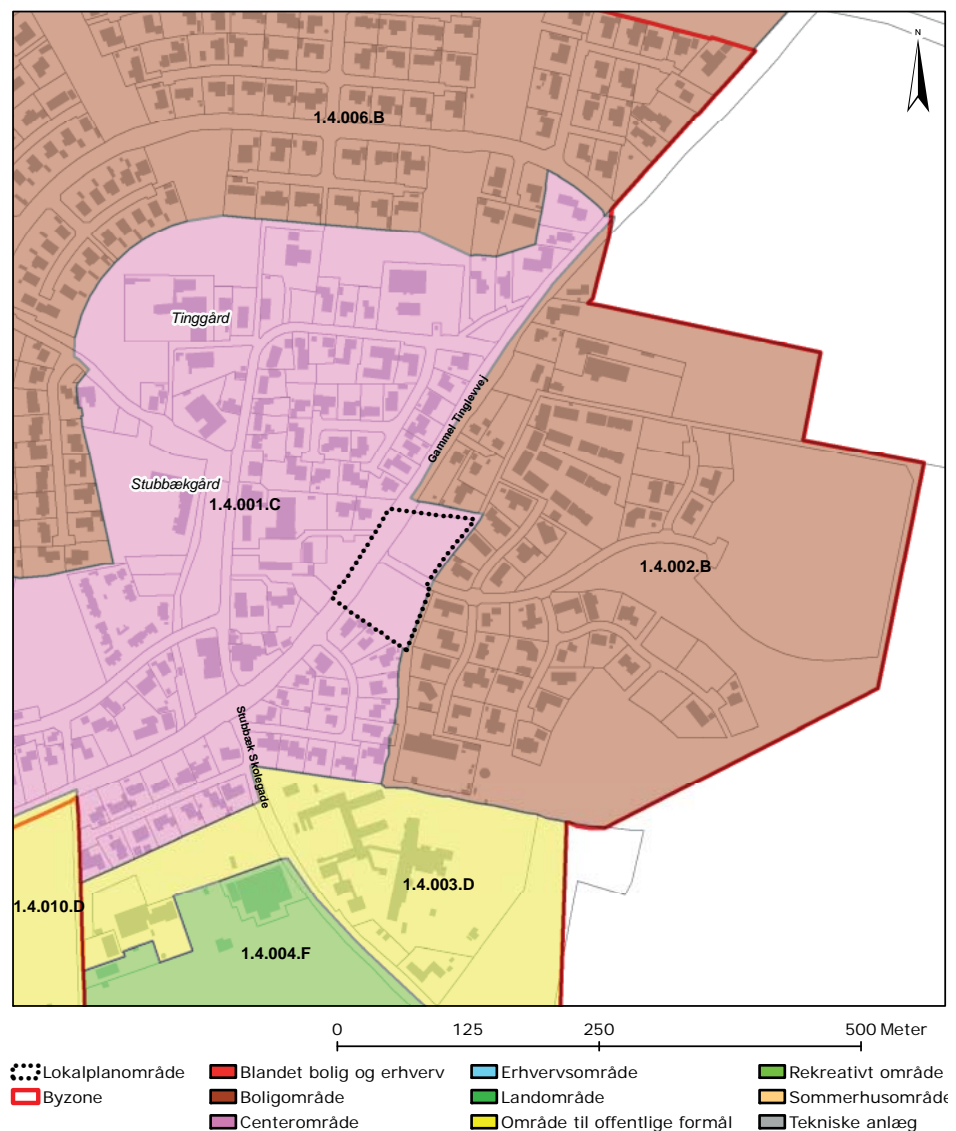 N
1.4.006.B
Tinggård
Gammel Tinglevvej
Stubbækgård
1.4.001.C
1.4.002.B
Stubbæk Skolegade
1.4.003.D
1.4.010.D
1.4.004.F
0 125 250 500 Meter
Lokalplanområde Blandet bolig og erhverv Erhvervsområde Rekreativt område
Byzone Boligområde Landområde Sommerhusområde
Centerområde Område til offentlige formål Tekniske anlæg